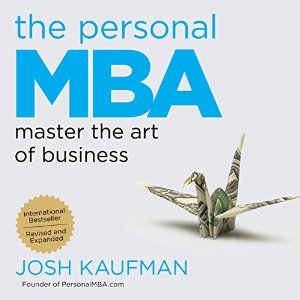 the personal
MBA
master the art
of business
International
Bestseller
Revised and
Expanded
JOSH KAUFMAN
Founder of PersonalMBA.com